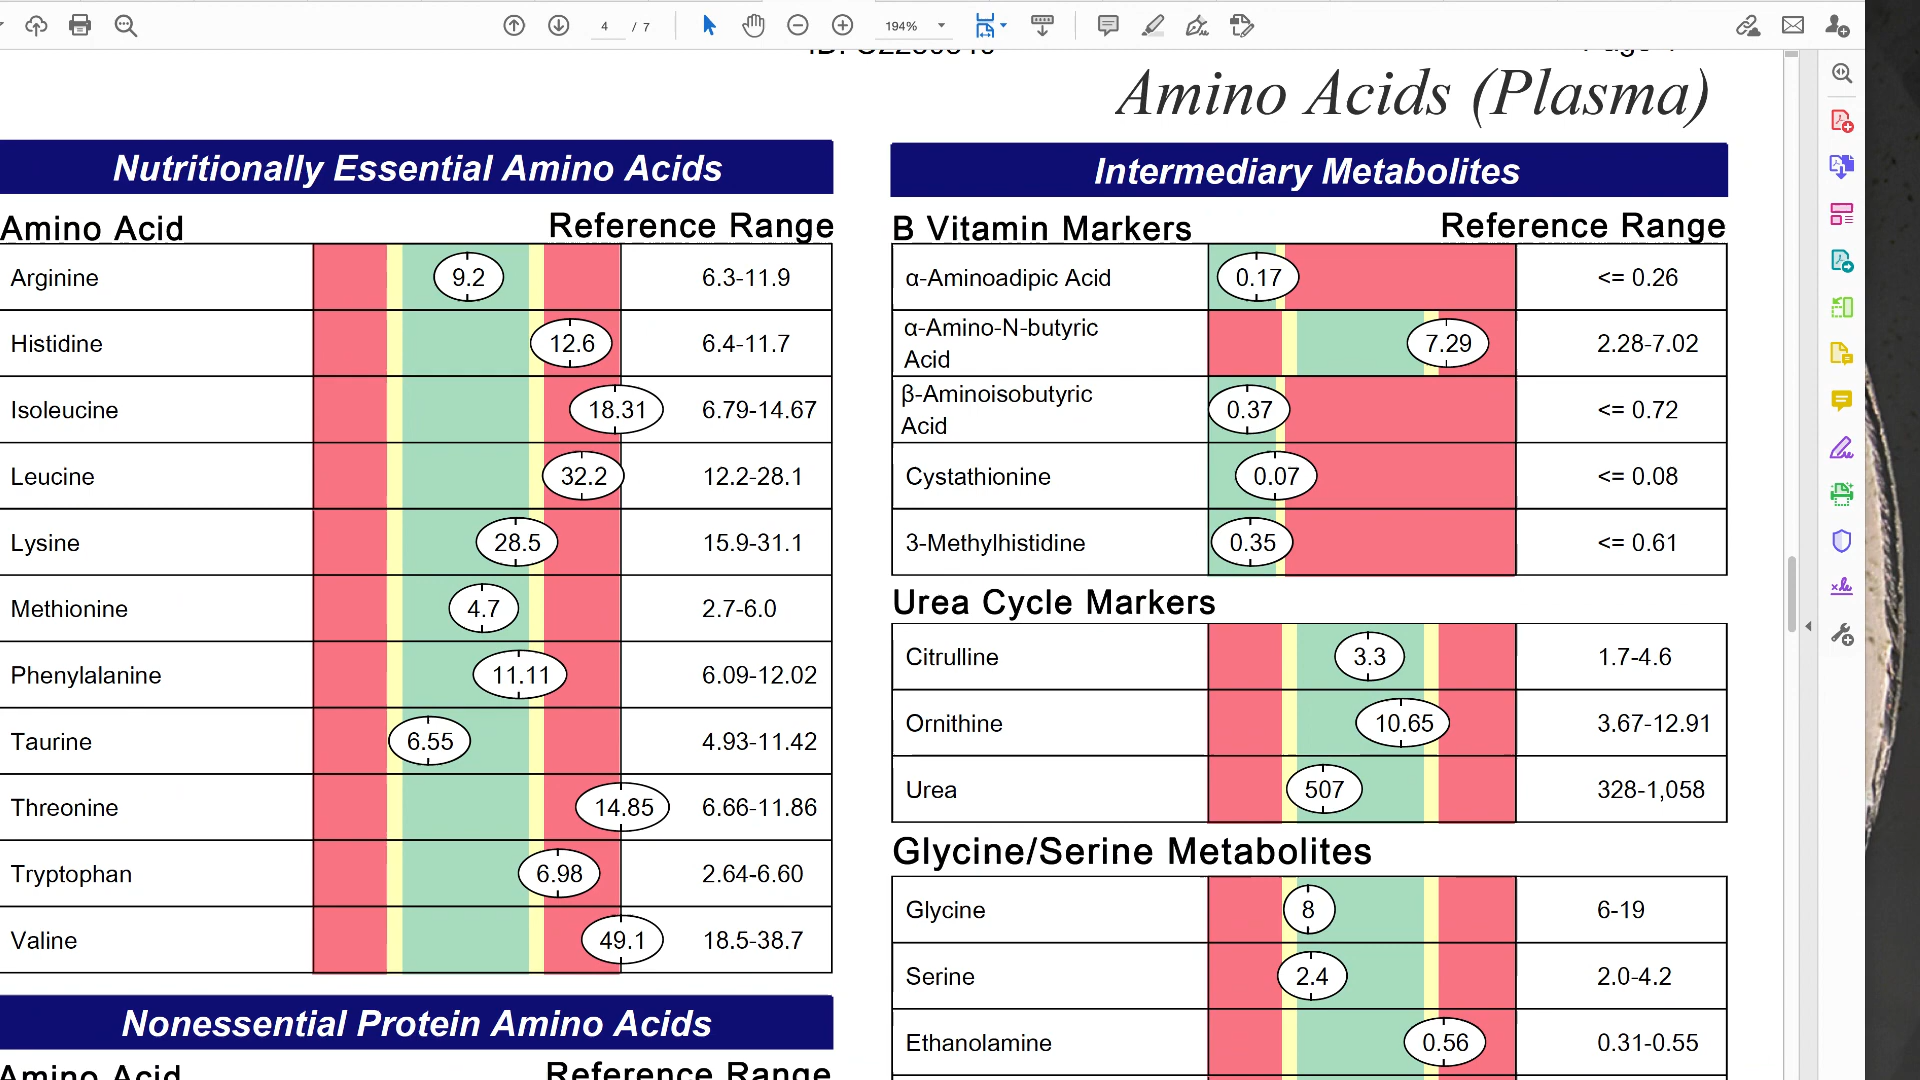 4 / 7
194%
Amino Acids (Plasma)
Nutritionally Essential Amino Acids
Amino Acid Reference Range
Arginine 9.2 6.3-11.9
Histidine 12.6 6.4-11.7
Isoleucine 18.31 6.79-14.67
Leucine 32.2 12.2-28.1
Lysine 28.5 15.9-31.1
Methionine 4.7 2.7-6.0
Phenylalanine 11.11 6.09-12.02
Taurine 6.55 4.93-11.42
Threonine 14.85 6.66-11.86
Tryptophan 6.98 2.64-6.60
Valine 49.1 18.5-38.7
Nonessential Protein Amino Acids
Amino Acid Reference Range
Intermediary Metabolites
B Vitamin Markers Reference Range
α-Aminoadipic Acid 0.17 <= 0.26
α-Amino-N-butyric
Acid 7.29 2.28-7.02
β-Aminoisobutyric
Acid 0.37 <= 0.72
Cystathionine 0.07 <= 0.08
3-Methylhistidine 0.35 <= 0.61
Urea Cycle Markers
Citrulline 3.3 1.7-4.6
Ornithine 10.65 3.67-12.91
Urea 507 328-1,058
Glycine/Serine Metabolites
Glycine 8 6-19
Serine 2.4 2.0-4.2
Ethanolamine 0.56 0.31-0.55